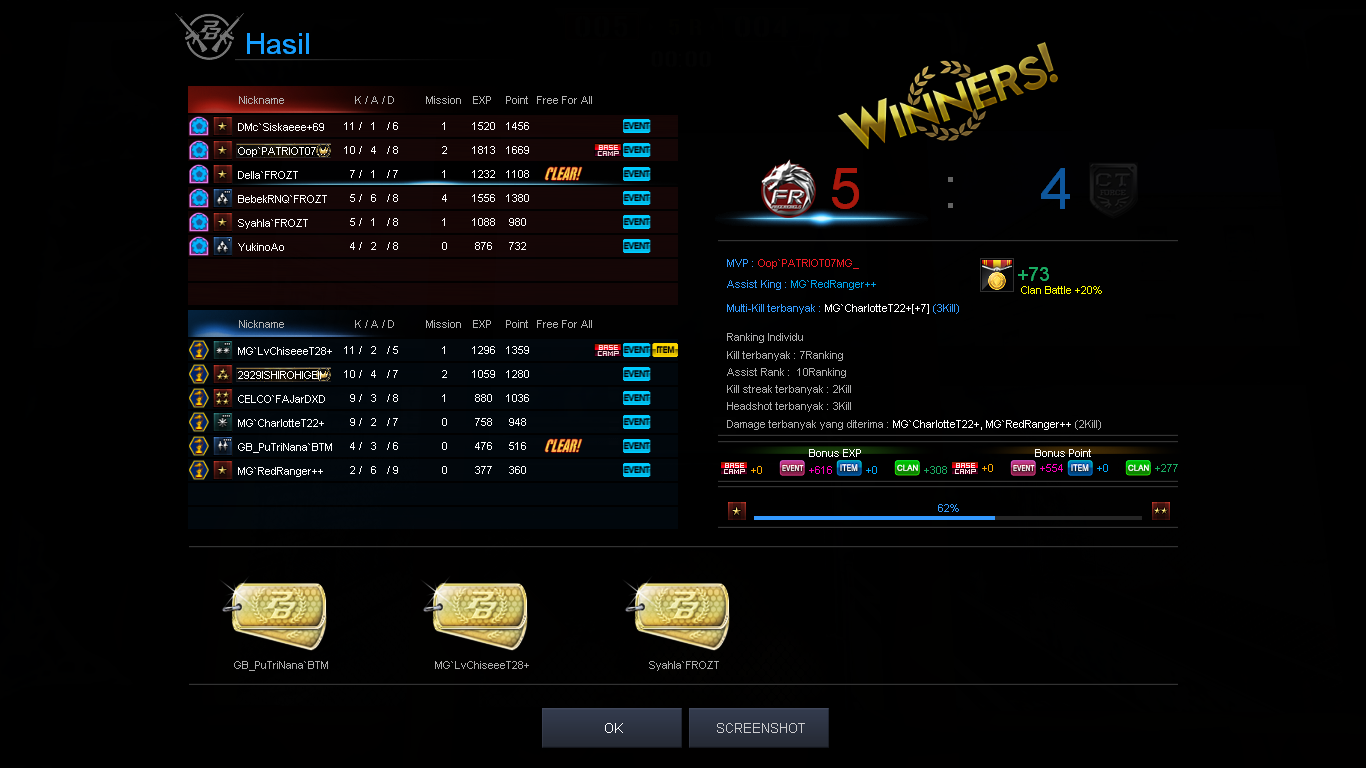 Hasil
Nickname K / A / D Mission EXP Point Free For All
DMc`Siskaeee+69 11 / 1 / 6 1 1520 1456 EVENT
Oop`PATRIOT07 10 / 4 / 8 2 1813 1669 BASE CAMP EVENT
Della`FROZT 7 / 1 / 7 1 1232 1108 CLEAR! EVENT
BebekRNQ`FROZT 5 / 6 / 8 4 1556 1380 EVENT
Syahla`FROZT 5 / 1 / 8 1 1088 980 EVENT
YukinoAo 4 / 2 / 8 0 876 732 EVENT
Nickname K / A / D Mission EXP Point Free For All
MG`LvChiseeeT28+ 11 / 2 / 5 1 1296 1359 BASE CAMP EVENT ITEM
2929ISHIROHIGE 10 / 4 / 7 2 1059 1280 EVENT
CELCO`FAJarDXD 9 / 3 / 8 1 880 1036 EVENT
MG`CharlotteT22+ 9 / 2 / 7 0 758 948 EVENT
GB_PuTriNana`BTM 4 / 3 / 6 0 476 516 CLEAR! EVENT
MG`RedRanger++ 2 / 6 / 9 0 377 360 EVENT
WINNERS!
FR 5 : 4 CT
MVP : Oop`PATRIOT07MG_
Assist King : MG`RedRanger++
Multi-Kill terbanyak : MG`CharlotteT22+[+7] (3Kill)
+73
Clan Battle +20%
Ranking Individu
Kill terbanyak : 7Ranking
Assist Rank : 10Ranking
Kill streak terbanyak : 2Kill
Headshot terbanyak : 3Kill
Damage terbanyak yang diterima : MG`CharlotteT22+, MG`RedRanger++ (2Kill)
Bonus EXP Bonus Point
BASE CAMP +0 EVENT +616 ITEM +0 CLAN +308 BASE CAMP +0 EVENT +554 ITEM +0 CLAN +277
62%
GB_PuTriNana`BTM MG`LvChiseeeT28+ Syahla`FROZT
OK SCREENSHOT